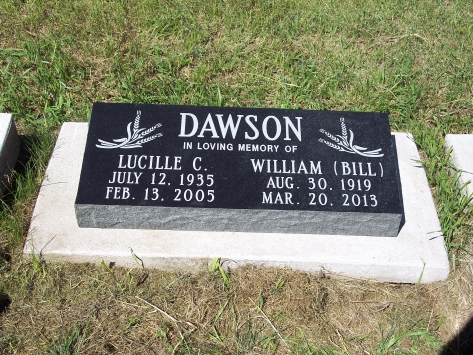 DAWSON
IN LOVING MEMORY OF
LUCILLE C. WILLIAM (BILL)
JULY 12, 1935 AUG. 30, 1919
FEB. 13, 2005 MAR. 20, 2013